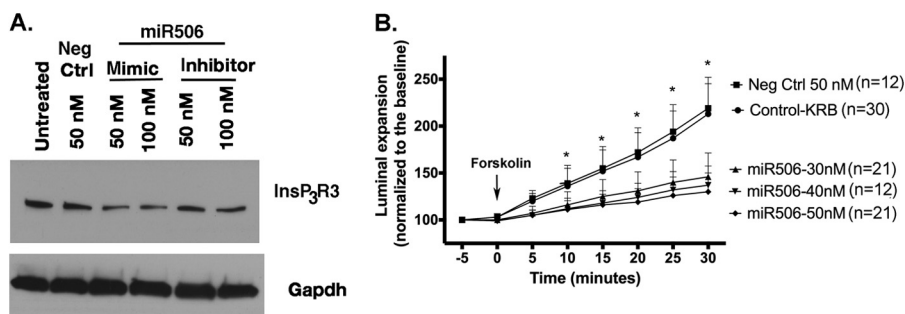 A.
miR506
Neg
Ctrl
Mimic
Inhibitor
Untreated
50 nM
50 nM
100 nM
50 nM
100 nM
InsP3R3
Gapdh
B.
Luminal expansion
(normalized to the baseline)
250
200
150
100
Forskolin
* * * * *
-5 0 5 10 15 20 25 30
Time (minutes)
Neg Ctrl 50 nM (n=12)
Control-KRB (n=30)
miR506-30nM (n=21)
miR506-40nM (n=12)
miR506-50nM (n=21)